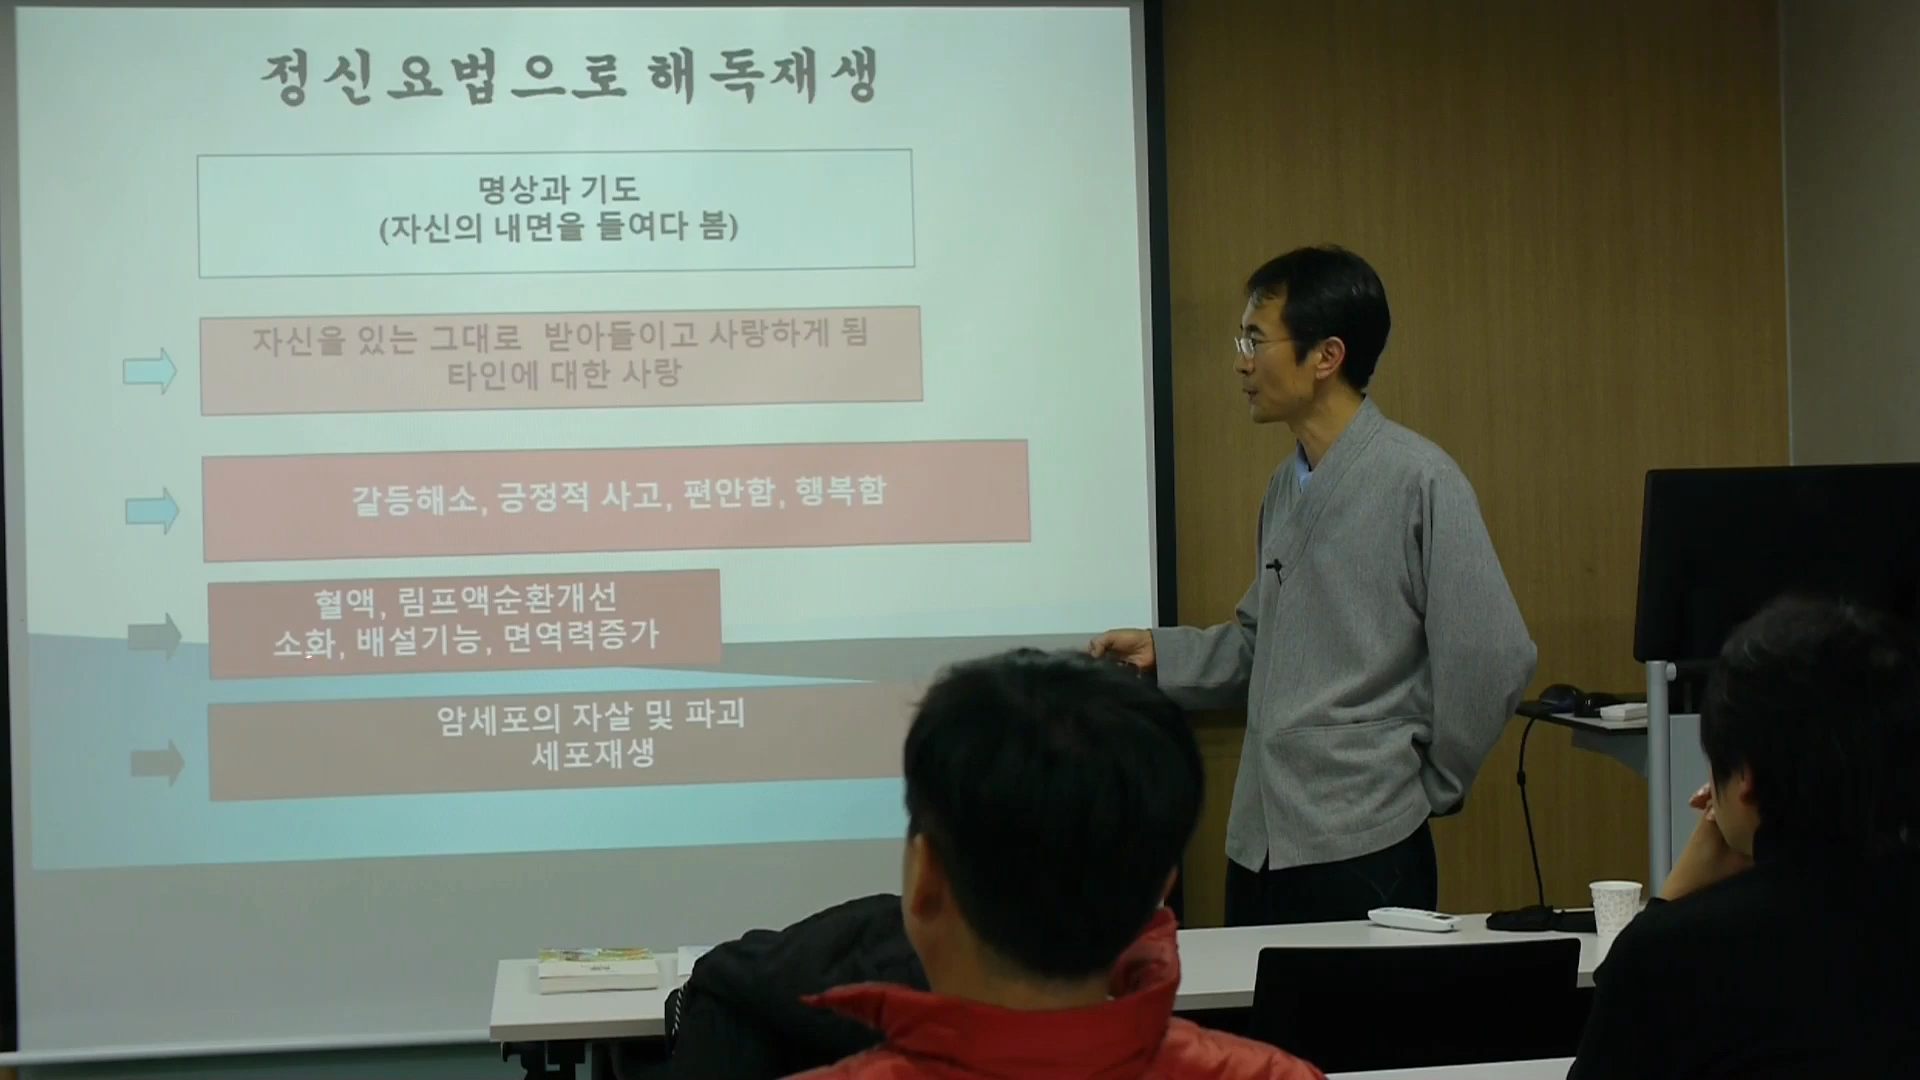 정신요법으로 해독재생
명상과 기도
(자신의 내면을 들여다 봄)
자신을 있는 그대로 받아들이고 사랑하게 됨
타인에 대한 사랑
갈등해소, 긍정적 사고, 편안함, 행복함
혈액, 림프액순환개선
소화, 배설기능, 면역력증가
암세포의 자살 및 파괴
세포재생